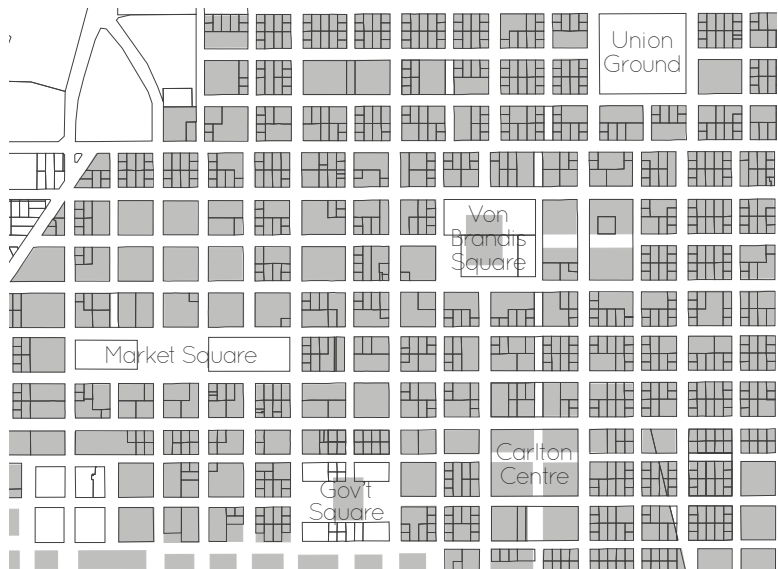 Union
Ground
Von
Brandis
Square
Market Square
Carlton
Centre
Gov't
Square